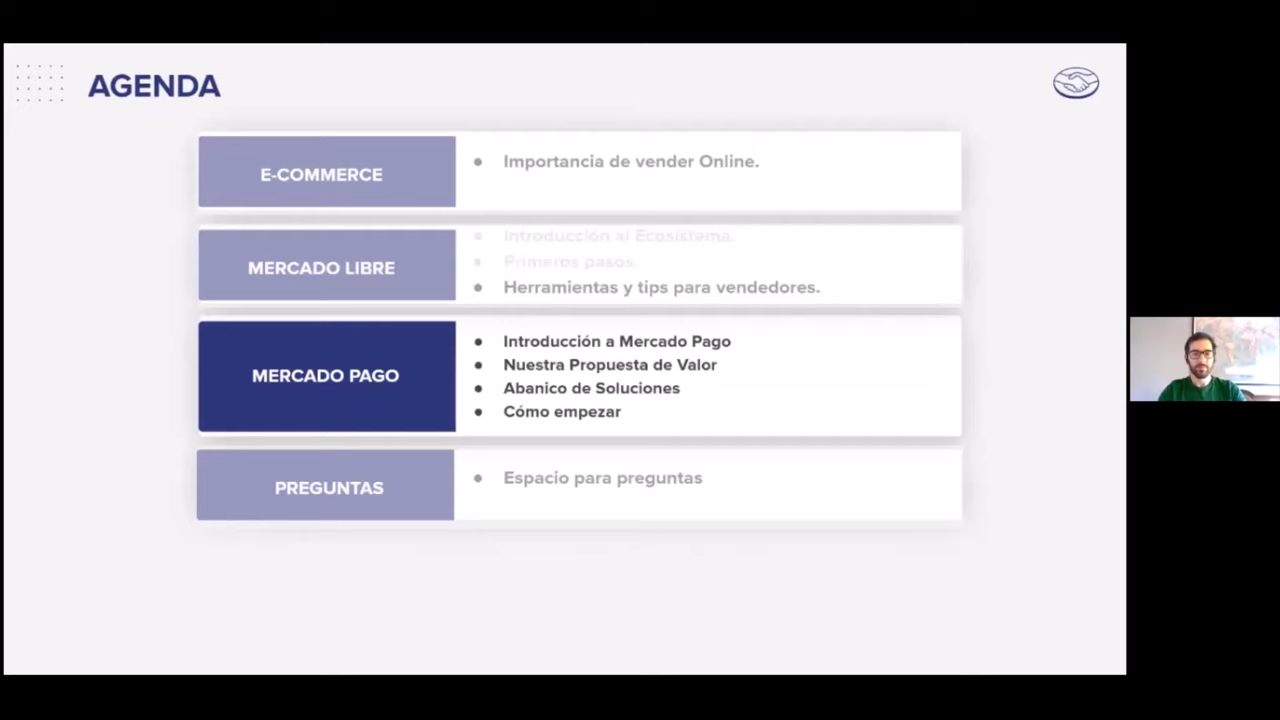 AGENDA
E-COMMERCE
Importancia de vender Online.
MERCADO LIBRE
Introducción al Ecosistema.
Primeros pasos.
Herramientas y tips para vendedores.
MERCADO PAGO
Introducción a Mercado Pago
Nuestra Propuesta de Valor
Abanico de Soluciones
Cómo empezar
PREGUNTAS
Espacio para preguntas